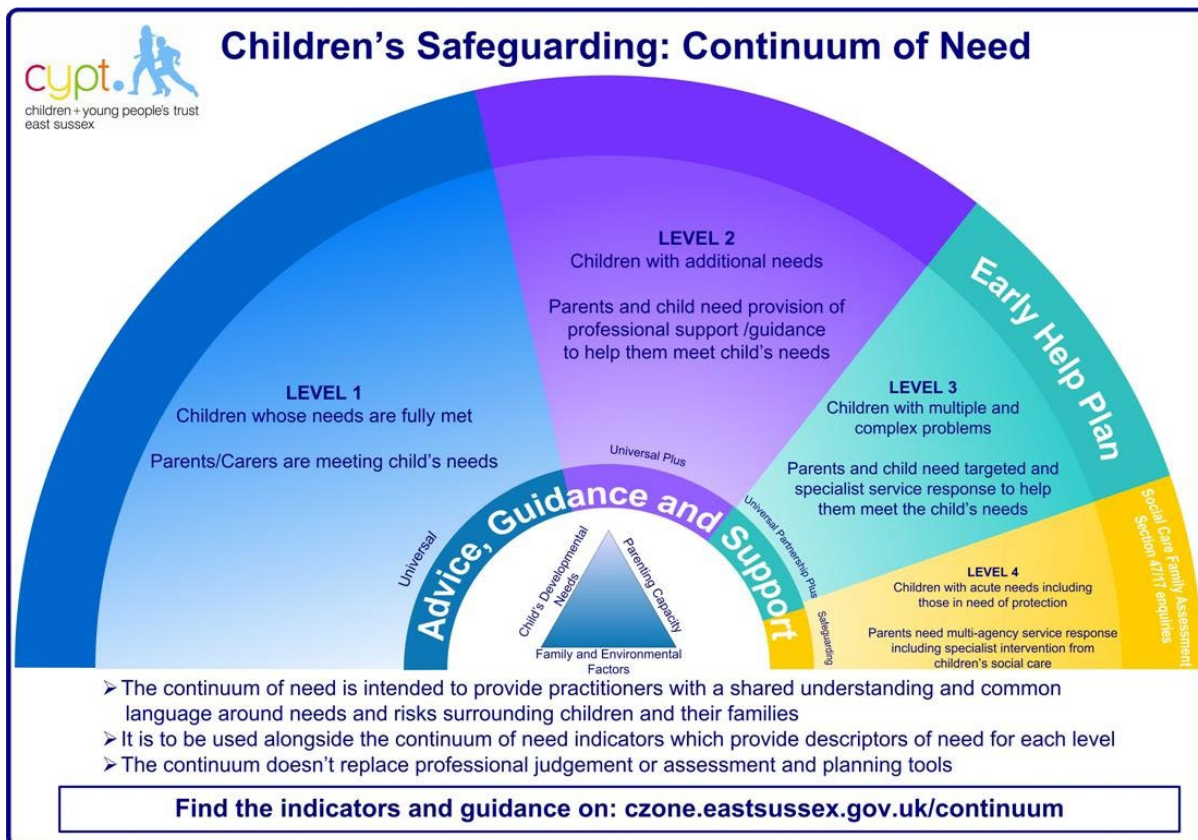 cypt.
children+young people's trust
east sussex
Children's Safeguarding: Continuum of Need
LEVEL 1
Children whose needs are fully met
Parents/Carers are meeting child's needs
LEVEL 2
Children with additional needs
Parents and child need provision of
professional support /guidance
to help them meet child's needs
LEVEL 3
Children with multiple and
complex problems
Parents and child need targeted and
specialist service response to help
them meet the child's needs
LEVEL 4
Children with acute needs including
those in need of protection
Parents need multi-agency service response
including specialist intervention from
children's social care
Early Help Plan
Social Care Family Assessment
Section 47/17 enquiries
Universal
Universal Plus
Universal Partnership Plus
Safeguarding
Advice, Guidance and Support
Child's Developmental
Needs
Parenting Capacity
Family and Environmental
Factors
➤ The continuum of need is intended to provide practitioners with a shared understanding and common
language around needs and risks surrounding children and their families
➤ It is to be used alongside the continuum of need indicators which provide descriptors of need for each level
➤ The continuum doesn't replace professional judgement or assessment and planning tools
Find the indicators and guidance on: czone.eastsussex.gov.uk/continuum